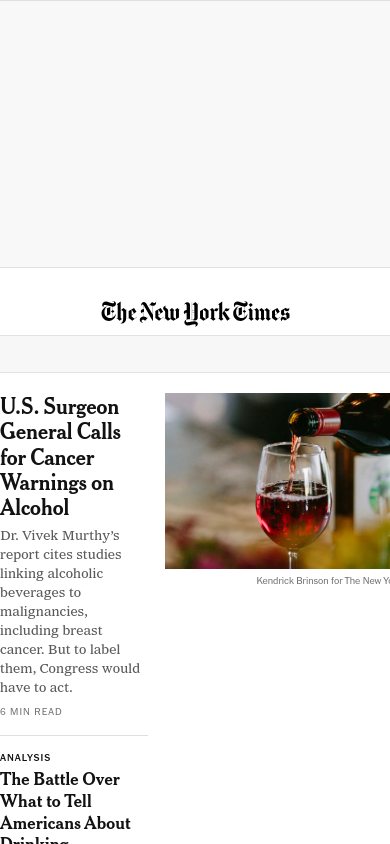 The New York Times
U.S. Surgeon
General Calls
for Cancer
Warnings on
Alcohol
Dr. Vivek Murthy’s
report cites studies
linking alcoholic
beverages to
malignancies,
including breast
cancer. But to label
them, Congress would
have to act.
6 MIN READ
Kendrick Brinson for The New
ANALYSIS
The Battle Over
What to Tell
Americans About
Drinking